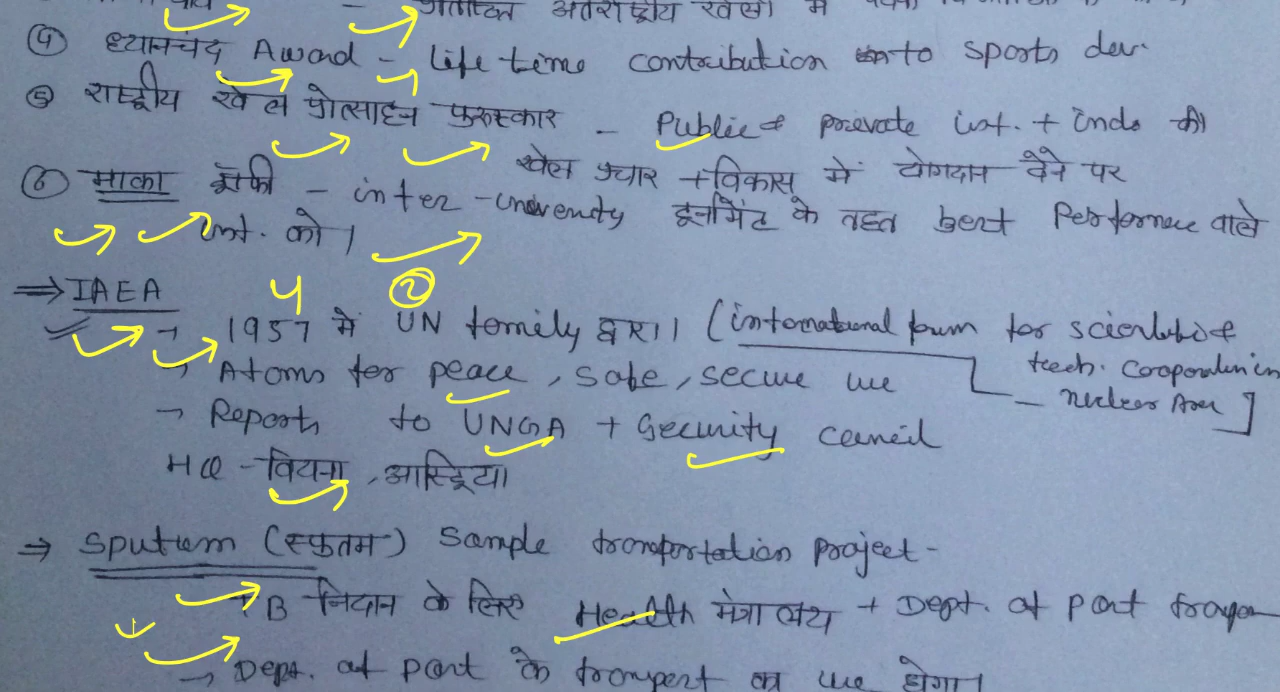 ④ ध्यानचंद Award - Life time contribution to sports dev.
⑤ राष्ट्रीय खेल प्रोत्साहन पुरुस्कार - Public & private inst. + indo को
खेल प्रचार + विकास में योगदान देने पर
⑥ माका ट्रॉफी - inter-university टूर्नामेंट के तहत best Performance वाले
inst. को।
⇒ IAEA
4 ②
→ 1957 में UN family द्वारा। (international forum for scientific &
tech. Cooperation in
→ Atoms for peace, safe, secure use
- nuclear Area]
→ Reports to UNGA + Security council
HQ - वियना, आस्ट्रिया
⇒ Sputum (स्फुतम) Sample transportation project -
TB निदान के लिए Health मंत्रालय + Dept. of post
→ Dept. of post के transport का use होगा।